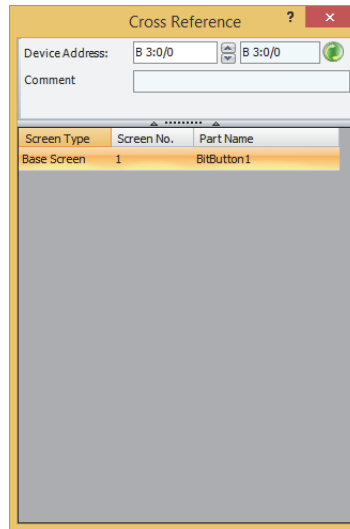 Cross Reference ? ×
Device Address: B 3:0/0 B 3:0/0
Comment
Screen Type Screen No. Part Name
Base Screen 1 BitButton1